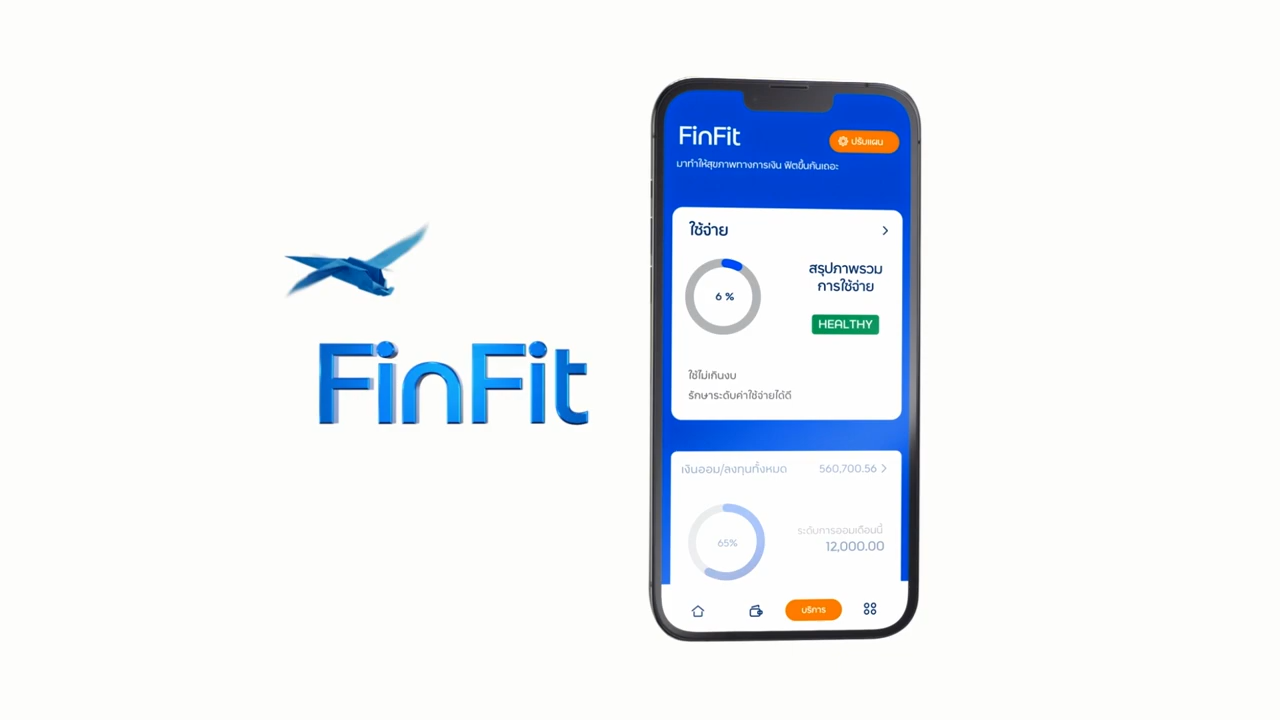 FinFit
FinFit
ปรับแผน
มาทำให้สุขภาพทางการเงิน ฟิตขึ้นกันเถอะ
ใช้จ่าย
6 %
สรุปภาพรวม
การใช้จ่าย
HEALTHY
ใช้ไม่เกินงบ
รักษาระดับค่าใช้จ่ายได้ดี
เงินออม/ลงทุนทั้งหมด 560,700.56
65%
ระดับการออมเดือนนี้
12,000.00
บริการ